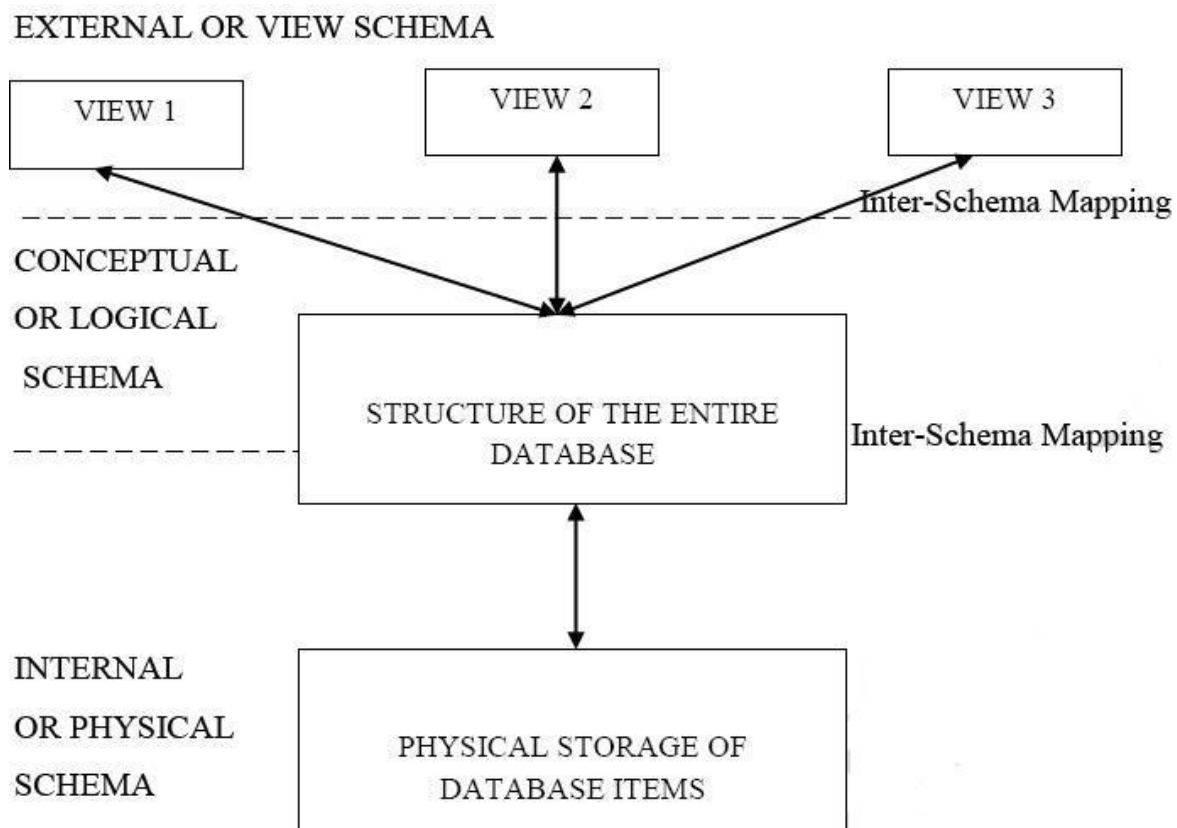 EXTERNAL OR VIEW SCHEMA
VIEW 1
VIEW 2
VIEW 3
Inter-Schema Mapping
CONCEPTUAL
OR LOGICAL
SCHEMA
STRUCTURE OF THE ENTIRE
DATABASE
Inter-Schema Mapping
INTERNAL
OR PHYSICAL
SCHEMA
PHYSICAL STORAGE OF
DATABASE ITEMS